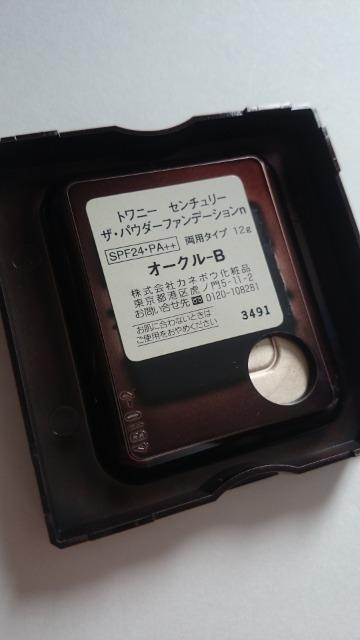 トワニー センチュリー
ザ・パウダーファンデーションn
SPF24・PA++ 両用タイプ 12g
オークル-B
株式会社カネボウ化粧品
東京都港区虎ノ門5-11-2
お問い合せ先 0120-108281
お肌に合わないときは
ご使用をおやめください
3491